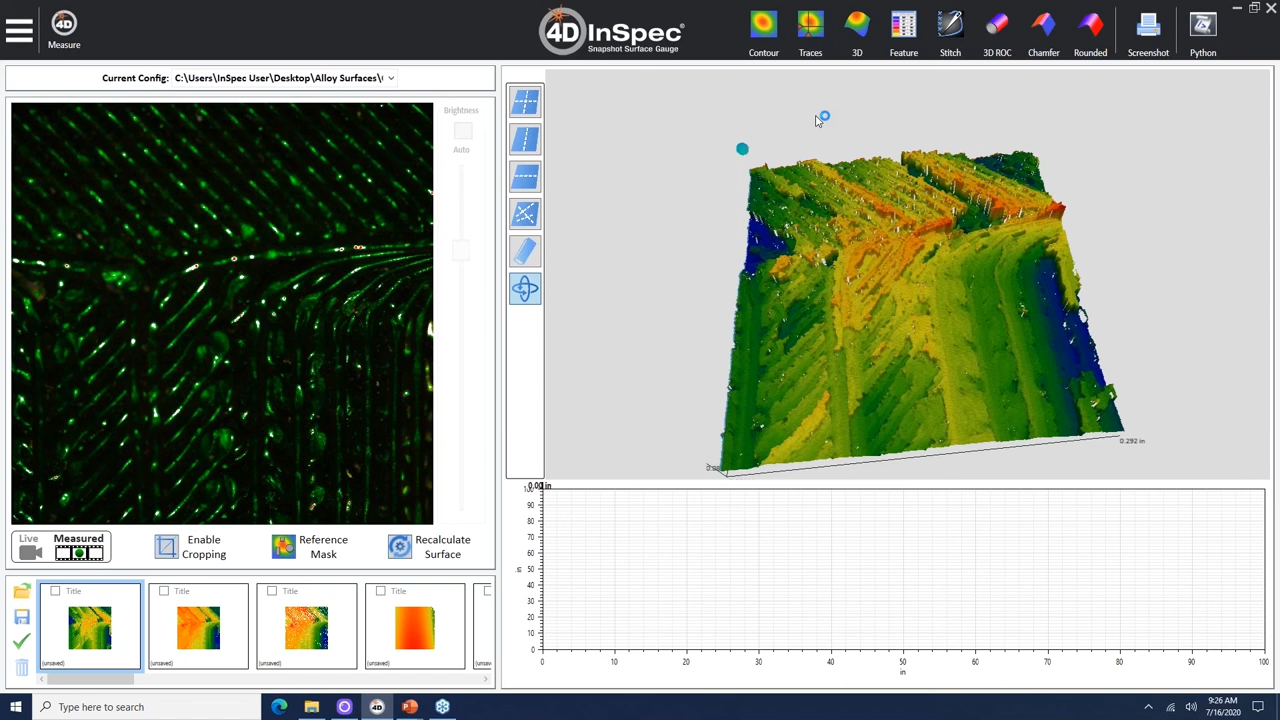 4D
Measure
4D InSpec®
Snapshot Surface Gauge
Contour
Traces
3D
Feature
Stitch
3D ROC
Chamfer
Rounded
Screenshot
Python
Current Config: C:\Users\InSpec User\Desktop\Alloy Surfaces\
Brightness
Auto
0.292 in
0.00 in
100
90
80
70
60
50
40
30
20
10
0
in
0 10 20 30 40 50 60 70 80 90 100
in
Live
Measured
Enable
Cropping
Reference
Mask
Recalculate
Surface
Title
(unsaved)
Title
(unsaved)
Title
(unsaved)
Title
(unsaved)
(unsave
Type here to search
4D
9:26 AM
7/16/2020